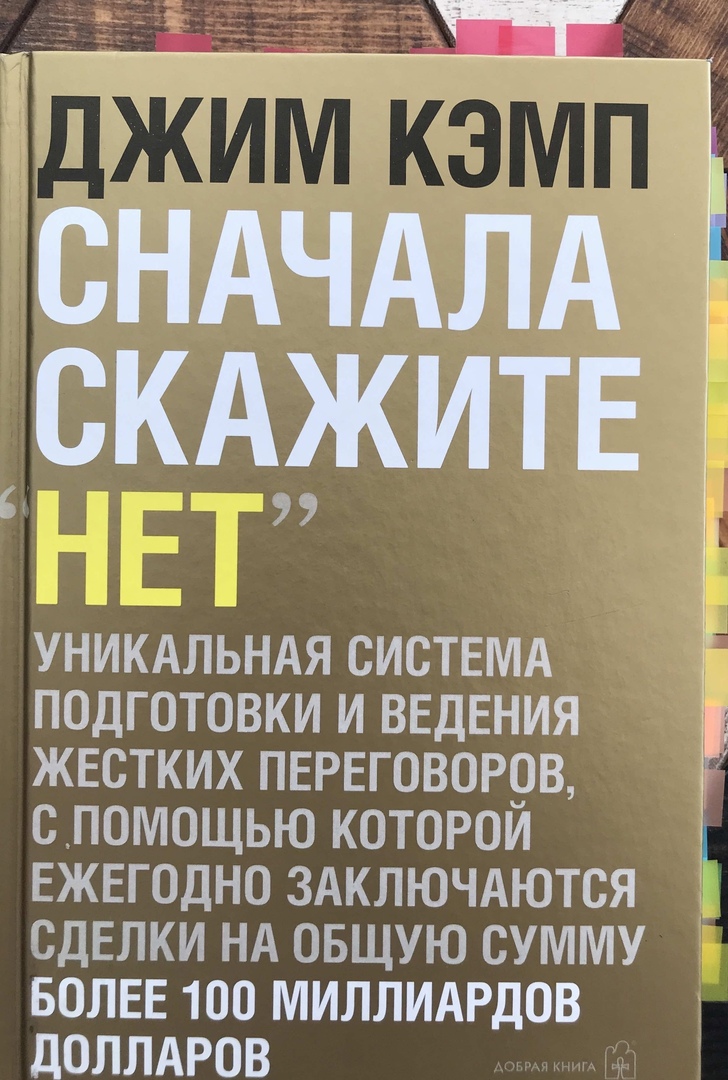 ДЖИМ КЭМП
СНАЧАЛА
СКАЖИТЕ
“НЕТ”
УНИКАЛЬНАЯ СИСТЕМА
ПОДГОТОВКИ И ВЕДЕНИЯ
ЖЕСТКИХ ПЕРЕГОВОРОВ,
С ПОМОЩЬЮ КОТОРОЙ
ЕЖЕГОДНО ЗАКЛЮЧАЮТСЯ
СДЕЛКИ НА ОБЩУЮ СУММУ
БОЛЕЕ 100 МИЛЛИАРДОВ
ДОЛЛАРОВ
ДОБРАЯ КНИГА